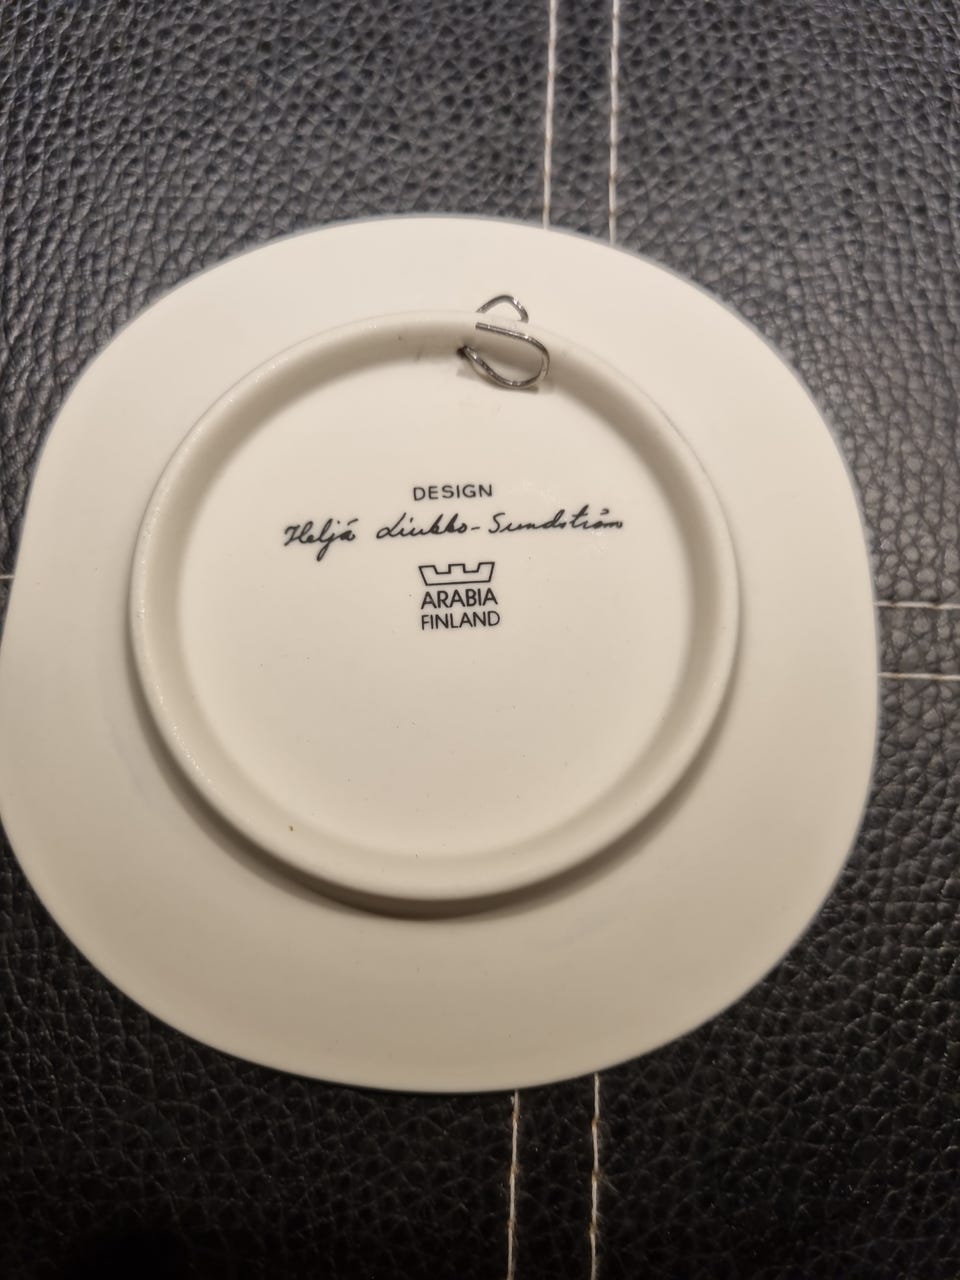 DESIGN
Heljä Liukko-Sundström
ARABIA
FINLAND